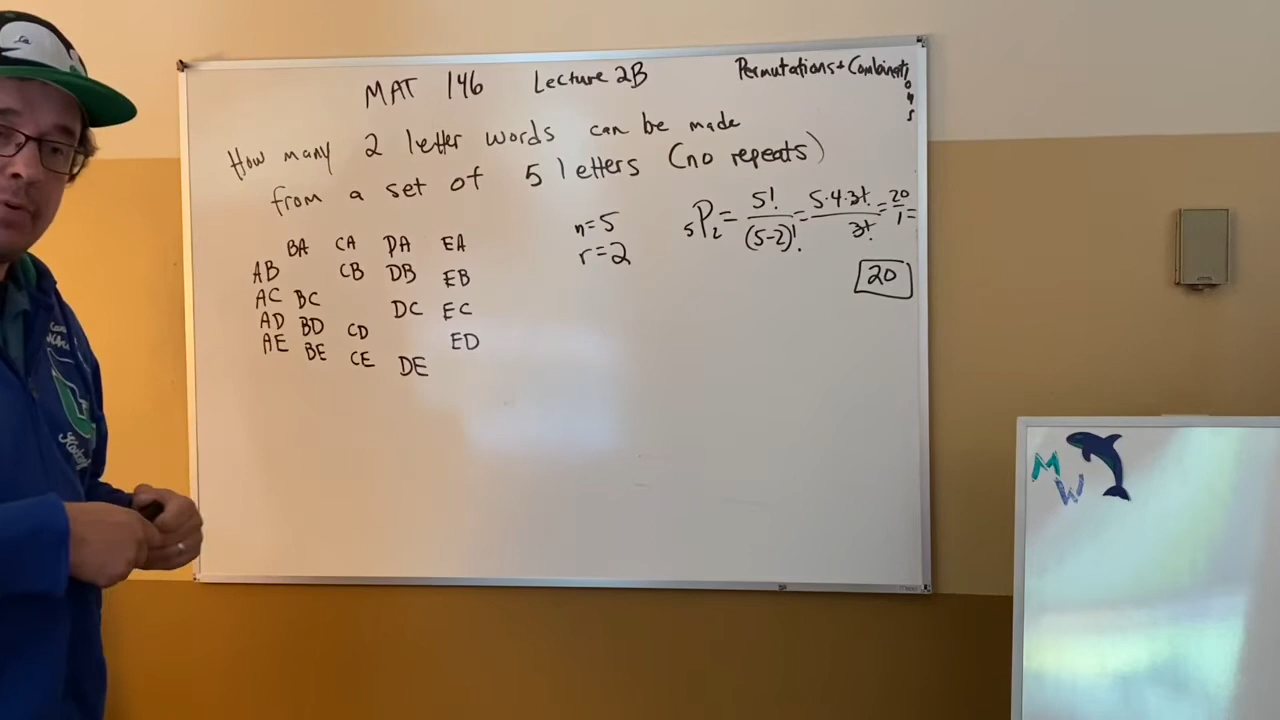 MAT 146 Lecture 2B Permutations + Combinations
How many 2 letter words can be made
from a set of 5 letters (no repeats)
n=5
r=2
₅P₂ = 5!/(5-2)! = 5·4·3!/3! = 20/1 =
20
BA CA DA EA
AB CB DB EB
AC BC DC EC
AD BD CD ED
AE BE CE DE
M
W